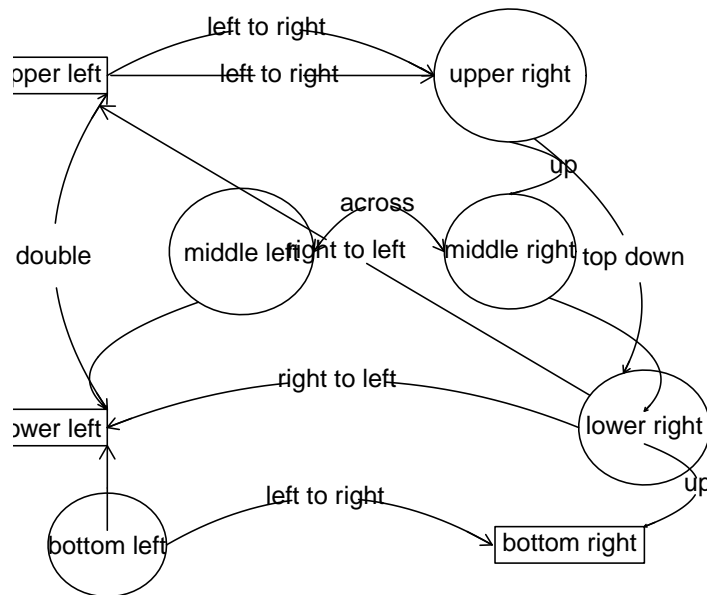 left to right
pper left
left to right
upper right
up
across
middle left
right to left
middle right
double
top down
right to left
ower left
lower right
up
left to right
bottom left
bottom right